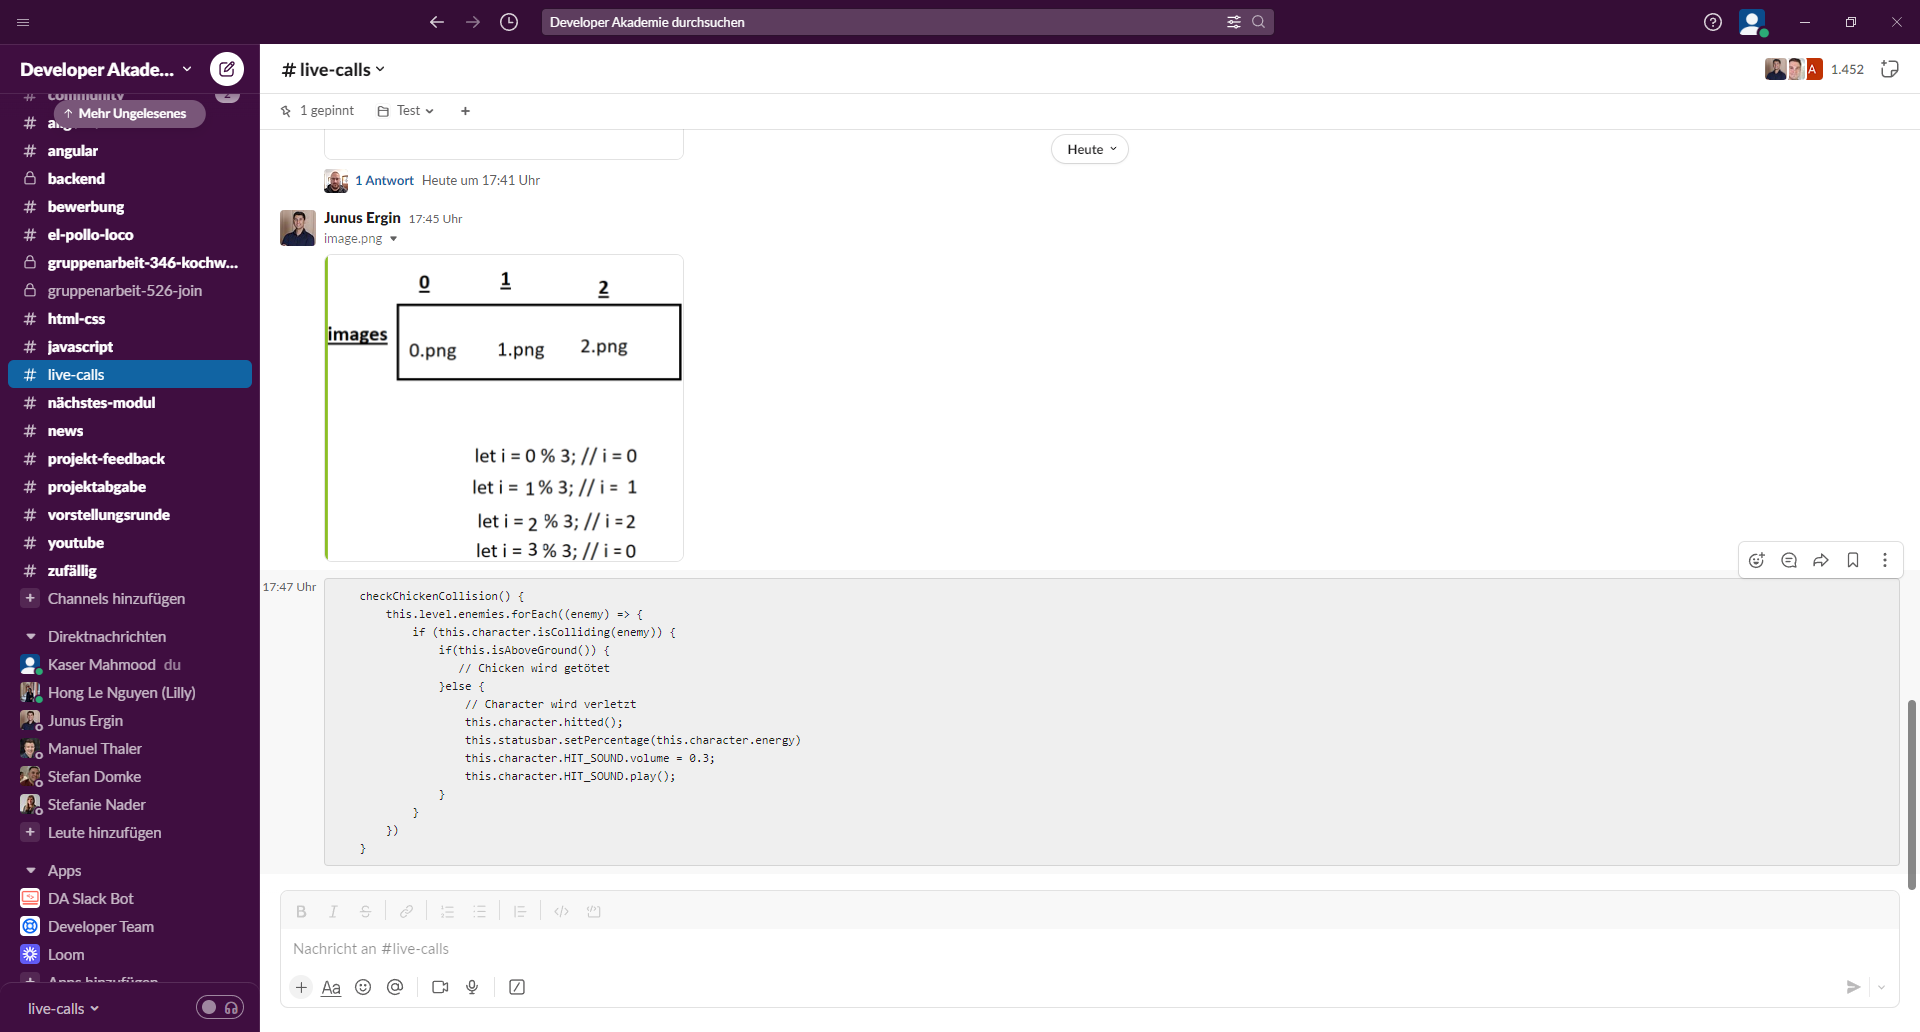 Developer Akademie durchsuchen
Developer Akade...
# live-calls
A
1.452
1 gepinnt
Test
+
# community
2
↑ Mehr Ungelesenes
# angular
backend
# bewerbung
# el-pollo-loco
gruppenarbeit-346-kochw...
gruppenarbeit-526-join
# html-css
# javascript
# live-calls
# nächstes-modul
# news
# projekt-feedback
# projektabgabe
# vorstellungsrunde
# youtube
# zufällig
+ Channels hinzufügen
Direktnachrichten
Kaser Mahmood du
Hong Le Nguyen (Lilly)
Junus Ergin
Manuel Thaler
Stefan Domke
Stefanie Nader
+ Leute hinzufügen
Apps
DA Slack Bot
Developer Team
Loom
+ Apps hinzufügen
live-calls
Heute
1 Antwort Heute um 17:41 Uhr
Junus Ergin 17:45 Uhr
image.png
0 1 2
images
0.png 1.png 2.png
let i = 0 % 3; // i = 0
let i = 1 % 3; // i = 1
let i = 2 % 3; // i = 2
let i = 3 % 3; // i = 0
17:47 Uhr
checkChickenCollision() {
this.level.enemies.forEach((enemy) => {
if (this.character.isColliding(enemy)) {
if(this.isAboveGround()) {
// Chicken wird getötet
}else {
// Character wird verletzt
this.character.hitted();
this.statusbar.setPercentage(this.character.energy)
this.character.HIT_SOUND.volume = 0.3;
this.character.HIT_SOUND.play();
}
}
})
}
B I S
Nachricht an #live-calls
+ Aa @